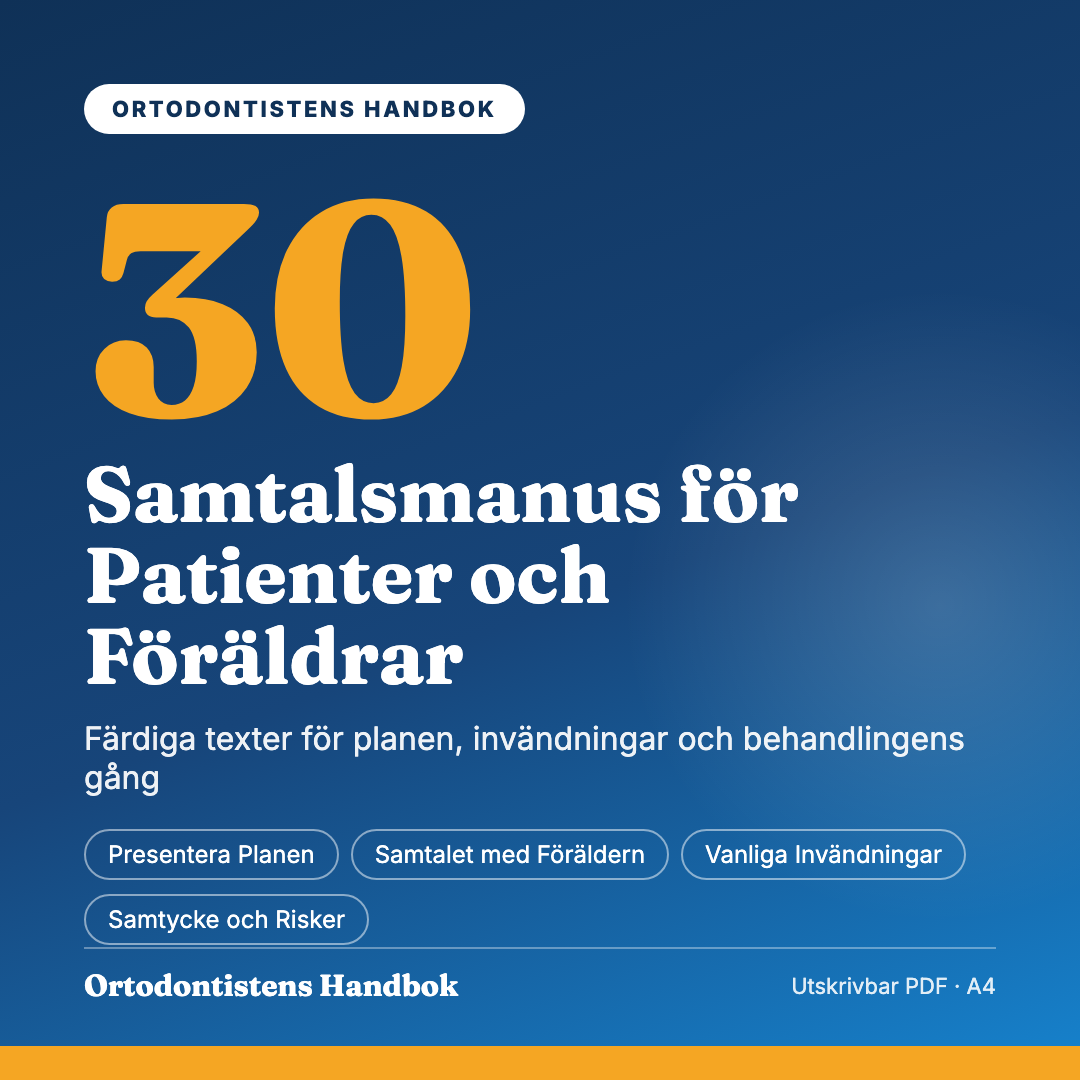 ORTODONTISTENS HANDBOK
30
Samtalsmanus för
Patienter och
Föräldrar
Färdiga texter för planen, invändningar och behandlingens
gång
Presentera Planen
Samtalet med Föräldern
Vanliga Invändningar
Samtycke och Risker
Ortodontistens Handbok
Utskrivbar PDF · A4